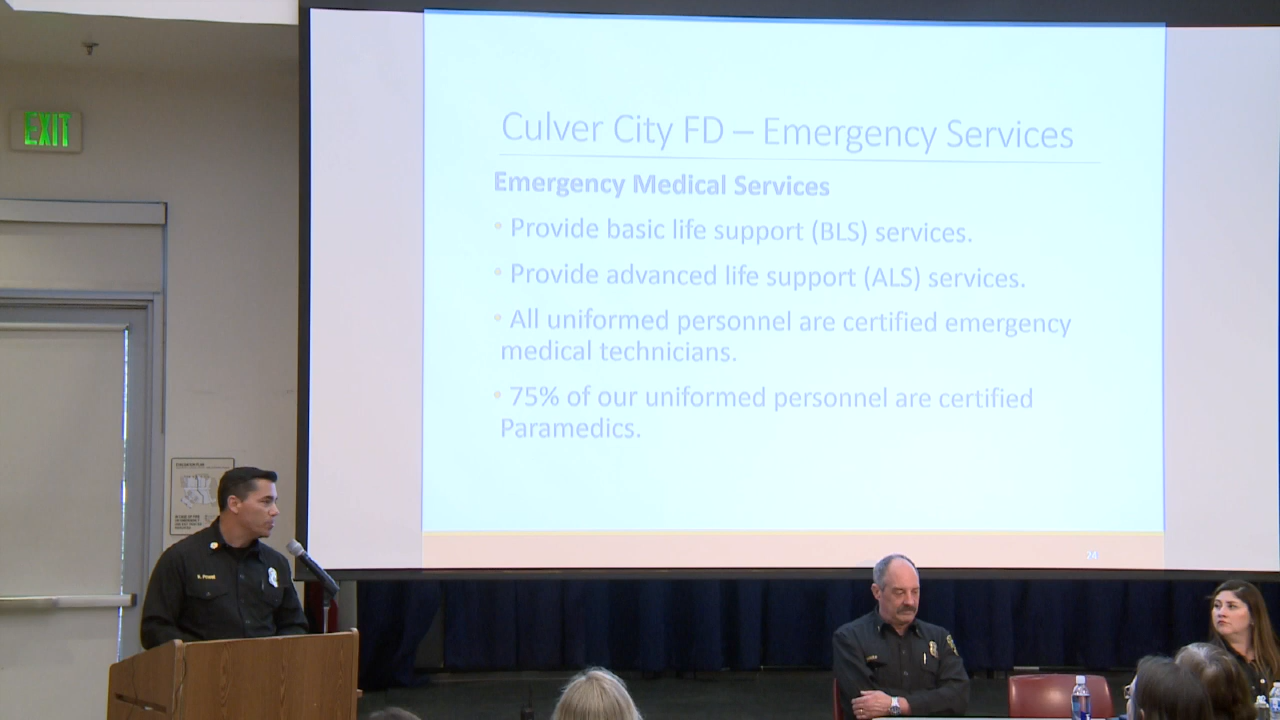 EXIT
Culver City FD – Emergency Services
Emergency Medical Services
• Provide basic life support (BLS) services.
• Provide advanced life support (ALS) services.
• All uniformed personnel are certified emergency
medical technicians.
• 75% of our uniformed personnel are certified
Paramedics.
24
EVACUATION PLAN